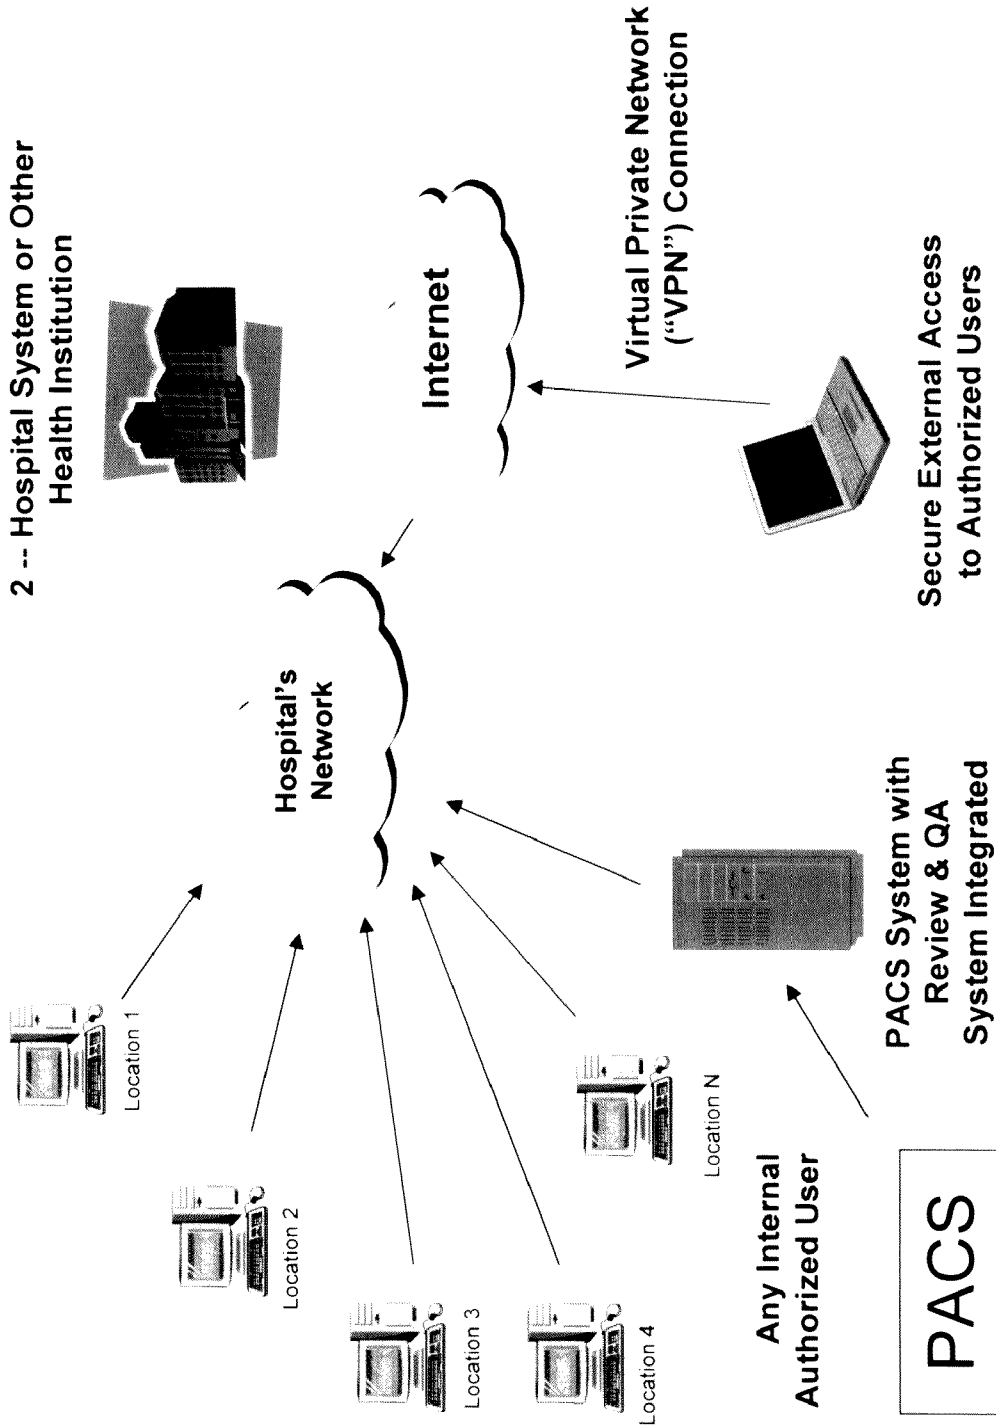 2 -- Hospital System or Other
Health Institution
Location 1
Location 2
Location 3
Location 4
Location N
Hospital's
Network
Internet
Virtual Private Network
("VPN") Connection
Any Internal
Authorized User
PACS System with
Review & QA
System Integrated
Secure External Access
to Authorized Users
PACS